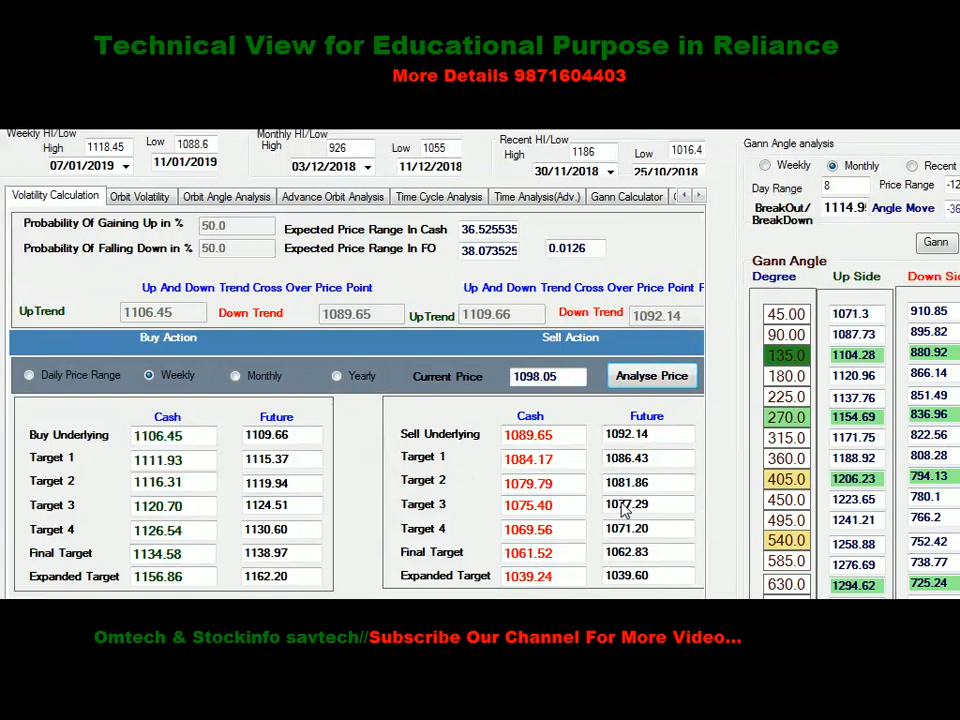 Technical View for Educational Purpose in Reliance
More Details 9871604403
Weekly HI/Low
High 1118.45 Low 1088.6
07/01/2019 11/01/2019
Monthly HI/Low
High 926 Low 1055
03/12/2018 11/12/2018
Recent HI/Low
High 1186 Low 1016.4
30/11/2018 25/10/2018
Volatility Calculation Orbit Volatility Orbit Angle Analysis Advance Orbit Analysis Time Cycle Analysis Time Analysis(Adv.) Gann Calculator
Probability Of Gaining Up in % 50.0 Expected Price Range In Cash 36.525535
Probability Of Falling Down in % 50.0 Expected Price Range In FO 38.073525 0.0126
Up And Down Trend Cross Over Price Point Up And Down Trend Cross Over Price Point F
UpTrend 1106.45 Down Trend 1089.65 UpTrend 1109.66 Down Trend 1092.14
Buy Action Sell Action
Daily Price Range Weekly Monthly Yearly Current Price 1098.05 Analyse Price
Cash Future
Buy Underlying 1106.45 1109.66
Target 1 1111.93 1115.37
Target 2 1116.31 1119.94
Target 3 1120.70 1124.51
Target 4 1126.54 1130.60
Final Target 1134.58 1138.97
Expanded Target 1156.86 1162.20
Cash Future
Sell Underlying 1089.65 1092.14
Target 1 1084.17 1086.43
Target 2 1079.79 1081.86
Target 3 1075.40 1077.29
Target 4 1069.56 1071.20
Final Target 1061.52 1062.83
Expanded Target 1039.24 1039.60
Gann Angle analysis
Weekly Monthly Recent
Day Range 8 Price Range -12
BreakOut/
BreakDown 1114.95 Angle Move -36
Gann
Gann Angle
Degree Up Side Down Si
45.00 1071.3 910.85
90.00 1087.73 895.82
135.0 1104.28 880.92
180.0 1120.96 866.14
225.0 1137.76 851.49
270.0 1154.69 836.96
315.0 1171.75 822.56
360.0 1188.92 808.28
405.0 1206.23 794.13
450.0 1223.65 780.1
495.0 1241.21 766.2
540.0 1258.88 752.42
585.0 1276.69 738.77
630.0 1294.62 725.24
Omtech & Stockinfo savtech//Subscribe Our Channel For More Video...